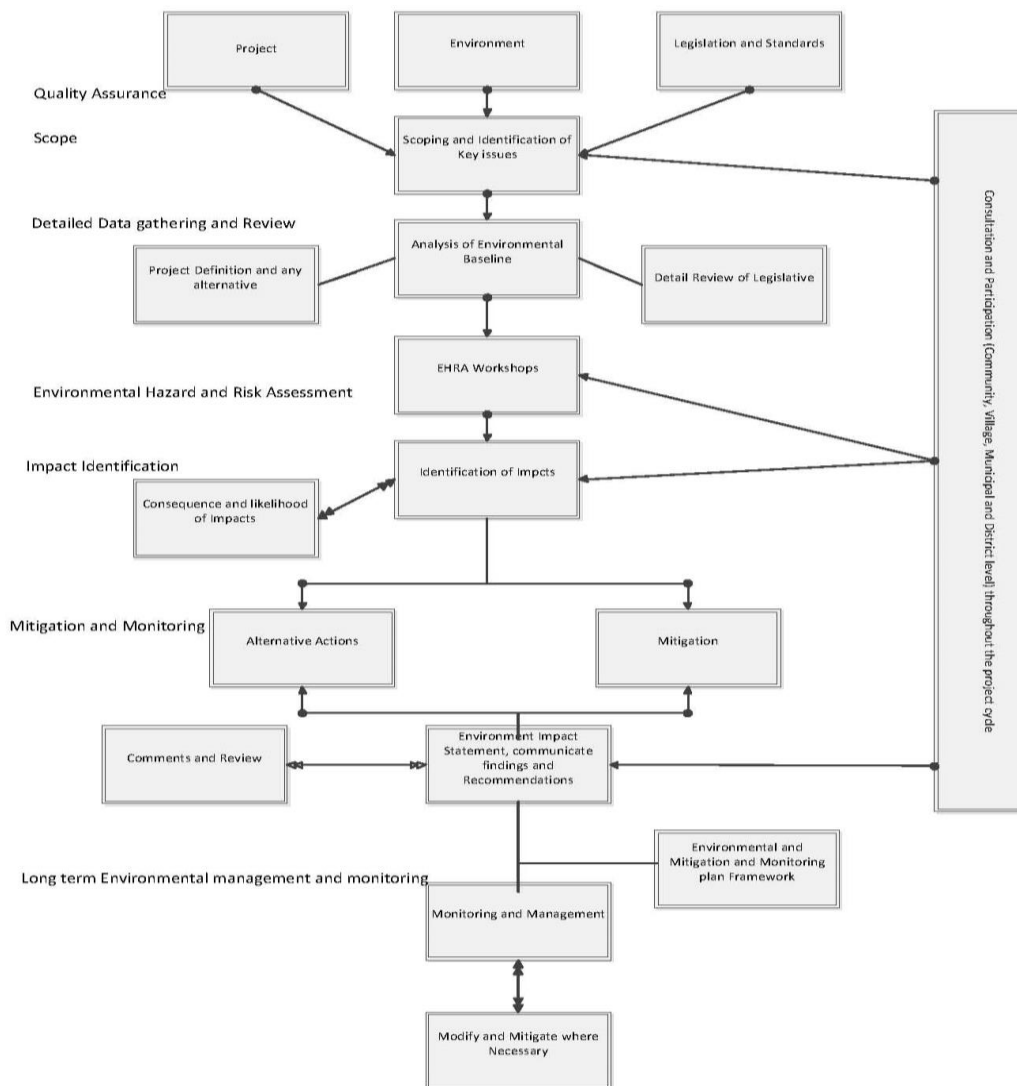 Project
Environment
Legislation and Standards
Quality Assurance
Scope
Scoping and Identification of
Key issues
Detailed Data gathering and Review
Project Definition and any
alternative
Analysis of Environmental
Baseline
Detail Review of Legislative
EHRA Workshops
Environmental Hazard and Risk Assessment
Impact Identification
Identification of Impcts
Consequence and likelihood
of Impacts
Mitigation and Monitoring
Alternative Actions
Mitigation
Comments and Review
Environment Impact
Statement, communicate
findings and
Recommendations
Environmental and
Mitigation and Monitoring
plan Framework
Long term Environmental management and monitoring
Monitoring and Management
Modify and Mitigate where
Necessary
Consultation and Participation (Community, Village, Municipal and District level) throughout the project cycle